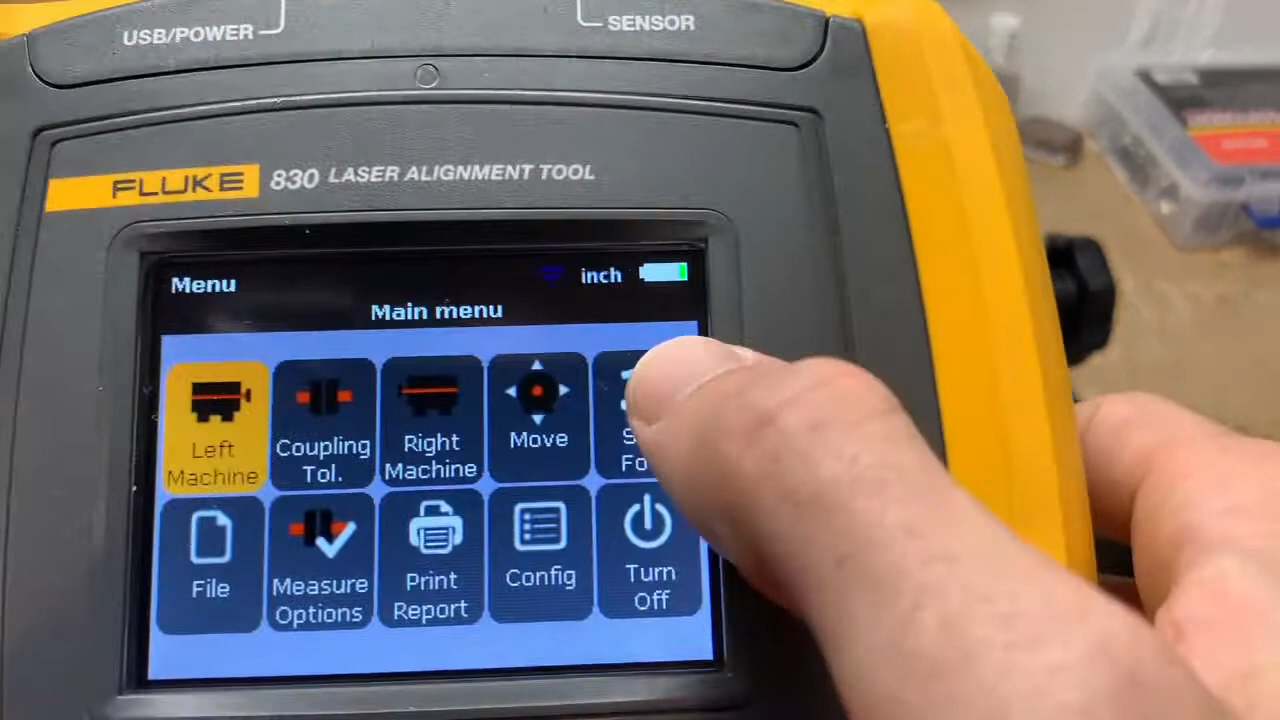 USB/POWER
SENSOR
FLUKE 830 LASER ALIGNMENT TOOL
Menu
inch
Main menu
Left
Machine
Coupling
Tol.
Right
Machine
Move
File
Measure
Options
Print
Report
Config
Turn
Off